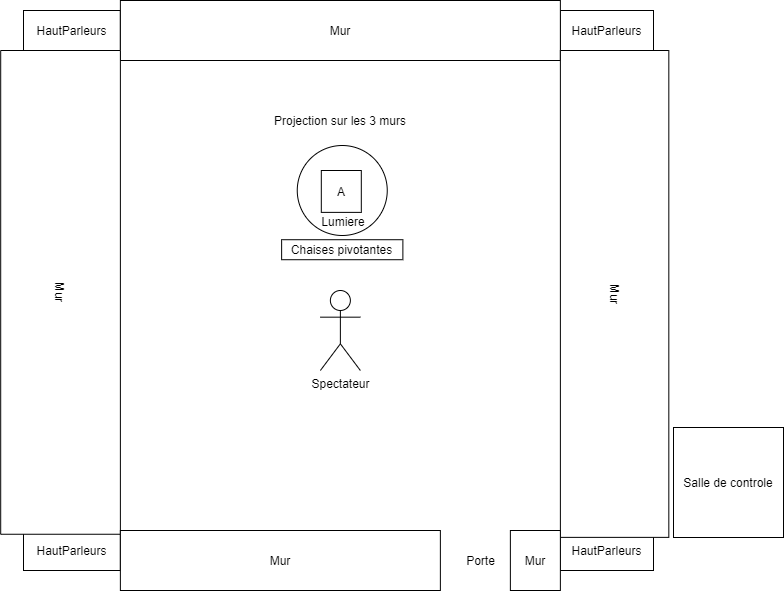 HautParleurs
Mur
HautParleurs
Projection sur les 3 murs
A
Lumiere
Chaises pivotantes
Mur
Mur
Spectateur
Salle de controle
HautParleurs
Mur
Porte
Mur
HautParleurs